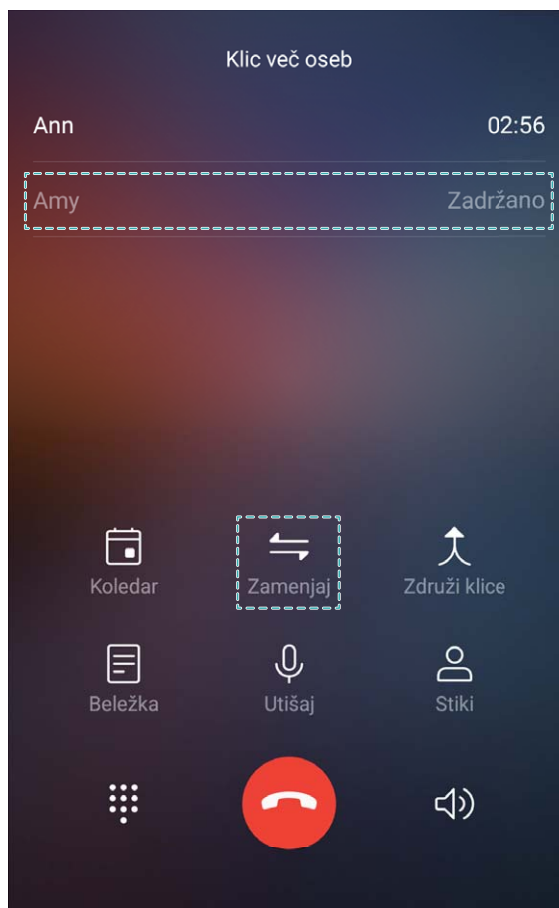 Klic več oseb
Ann 02:56
Amy Zadržano
Koledar Zamenjaj Združi klice
Beležka Utišaj Stiki